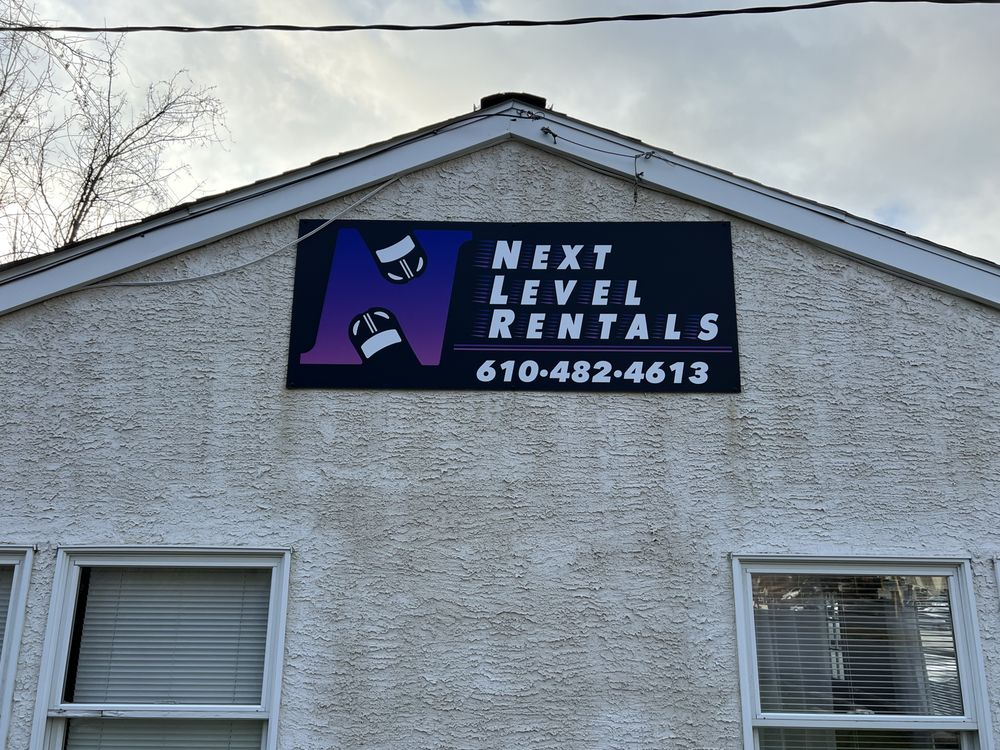 N
NEXT
LEVEL
RENTALS
610•482•4613